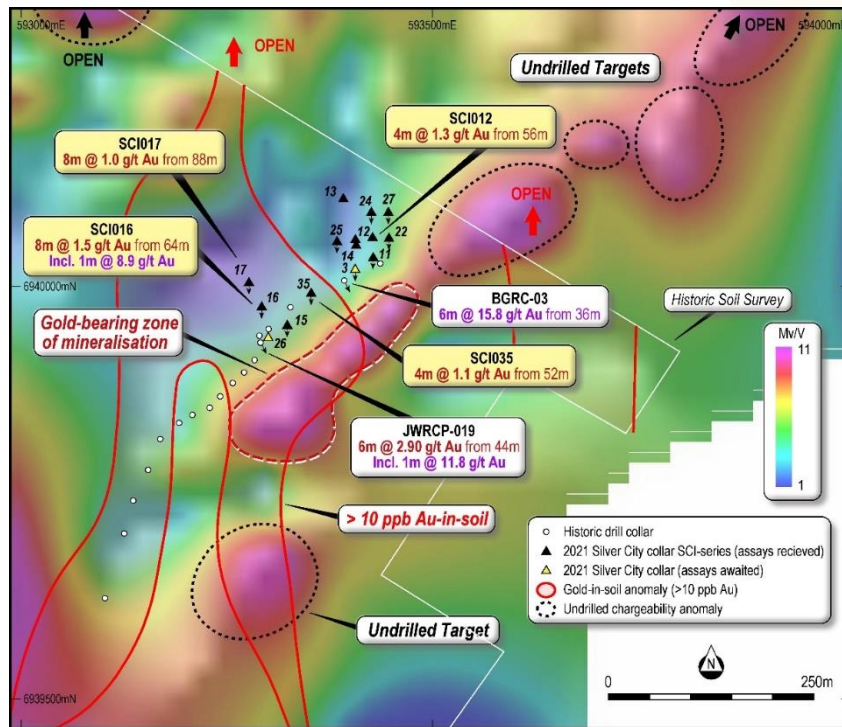 593000mE
593500mE
594000mE
OPEN
OPEN
OPEN
Undrilled Targets
SCI012
4m @ 1.3 g/t Au from 56m
SCI017
8m @ 1.0 g/t Au from 88m
13
24
27
SCI016
8m @ 1.5 g/t Au from 64m
Incl. 1m @ 8.9 g/t Au
25
12
22
14
11
3
OPEN
17
16
35
6940000mN
BGRC-03
6m @ 15.8 g/t Au from 36m
Historic Soil Survey
Gold-bearing zone
of mineralisation
15
26
SCI035
4m @ 1.1 g/t Au from 52m
Mv/V
11
1
JWRCP-019
6m @ 2.90 g/t Au from 44m
Incl. 1m @ 11.8 g/t Au
> 10 ppb Au-in-soil
Historic drill collar
2021 Silver City collar SCI-series (assays recieved)
2021 Silver City collar (assays awaited)
Gold-in-soil anomaly (>10 ppb Au)
Undrilled chargeability anomaly
Undrilled Target
N
0
250m
6939500mN